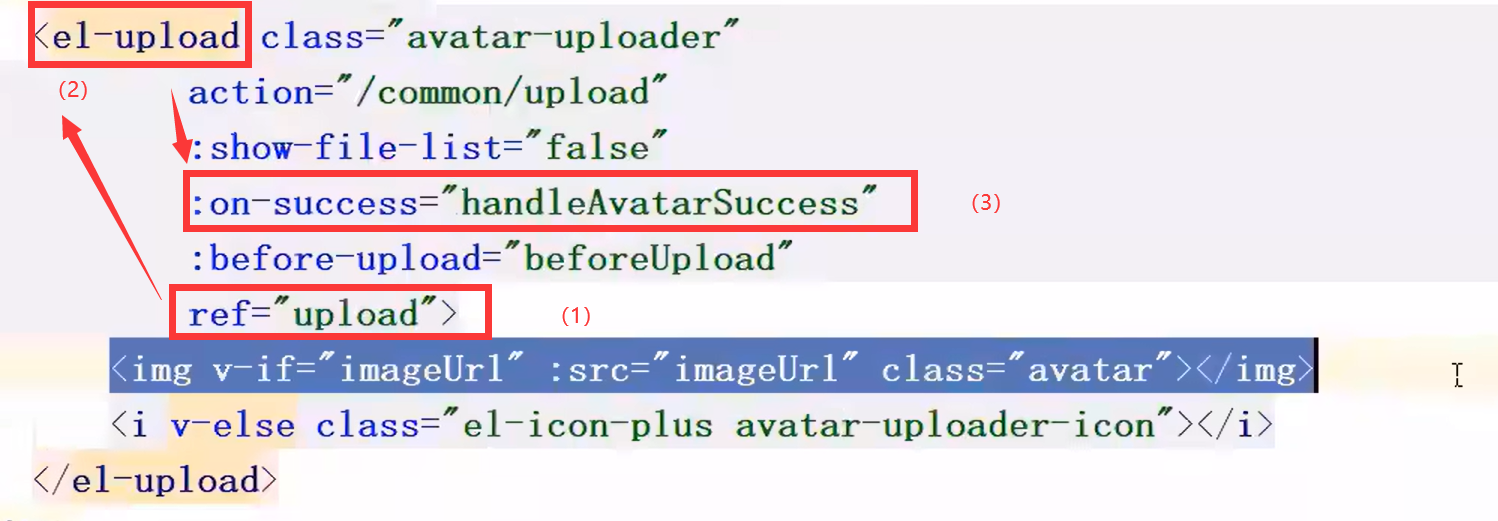 <el-upload class="avatar-uploader"
(2)
action="/common/upload"
:show-file-list="false"
:on-success="handleAvatarSuccess"
(3)
:before-upload="beforeUpload"
ref="upload">
(1)
<img v-if="imageUrl" :src="imageUrl" class="avatar"></img>
<i v-else class="el-icon-plus avatar-uploader-icon"></i>
</el-upload>